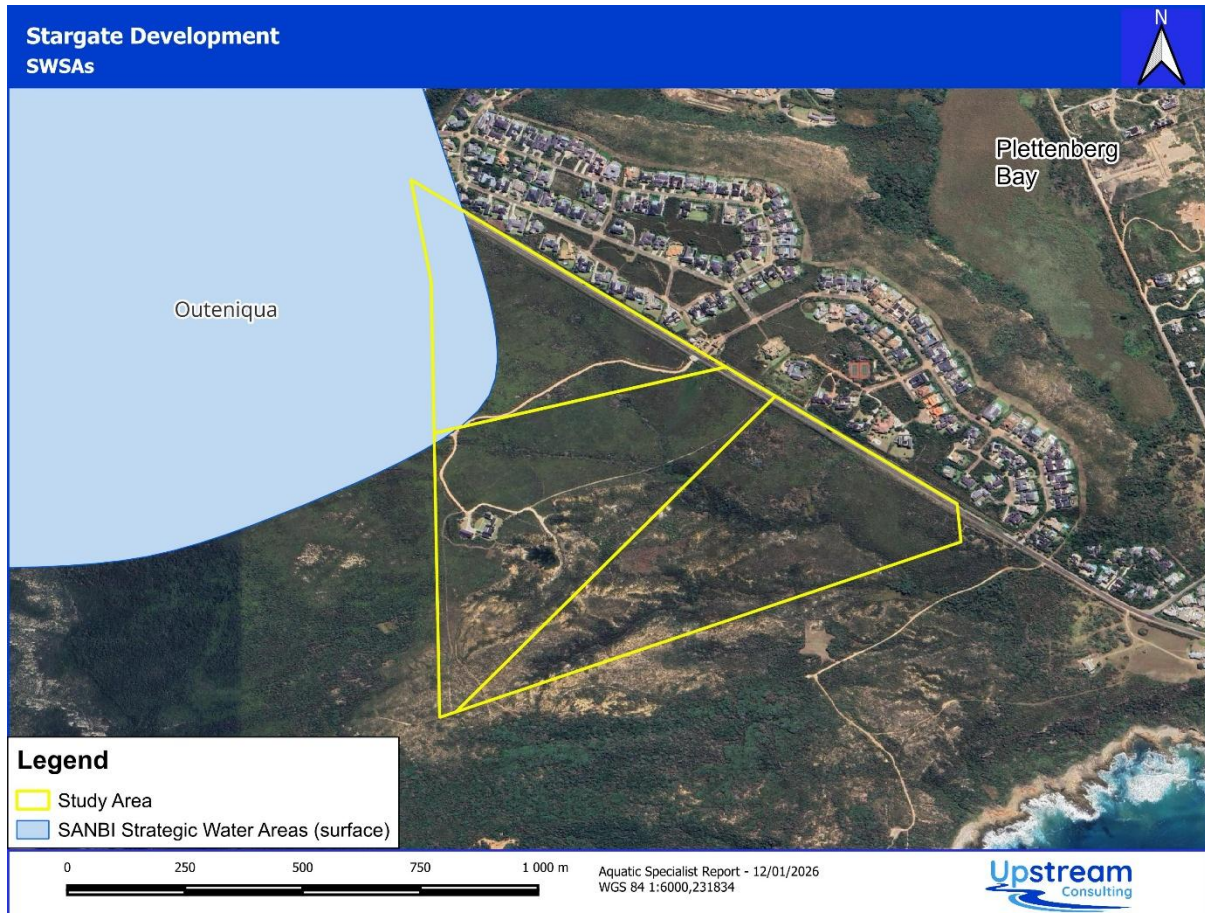 Stargate Development
SWSAs
N
Plettenberg
Bay
Outeniqua
Legend
Study Area
SANBI Strategic Water Areas (surface)
0 250 500 750 1 000 m
Aquatic Specialist Report - 12/01/2026
WGS 84 1:6000,231834
Upstream
Consulting